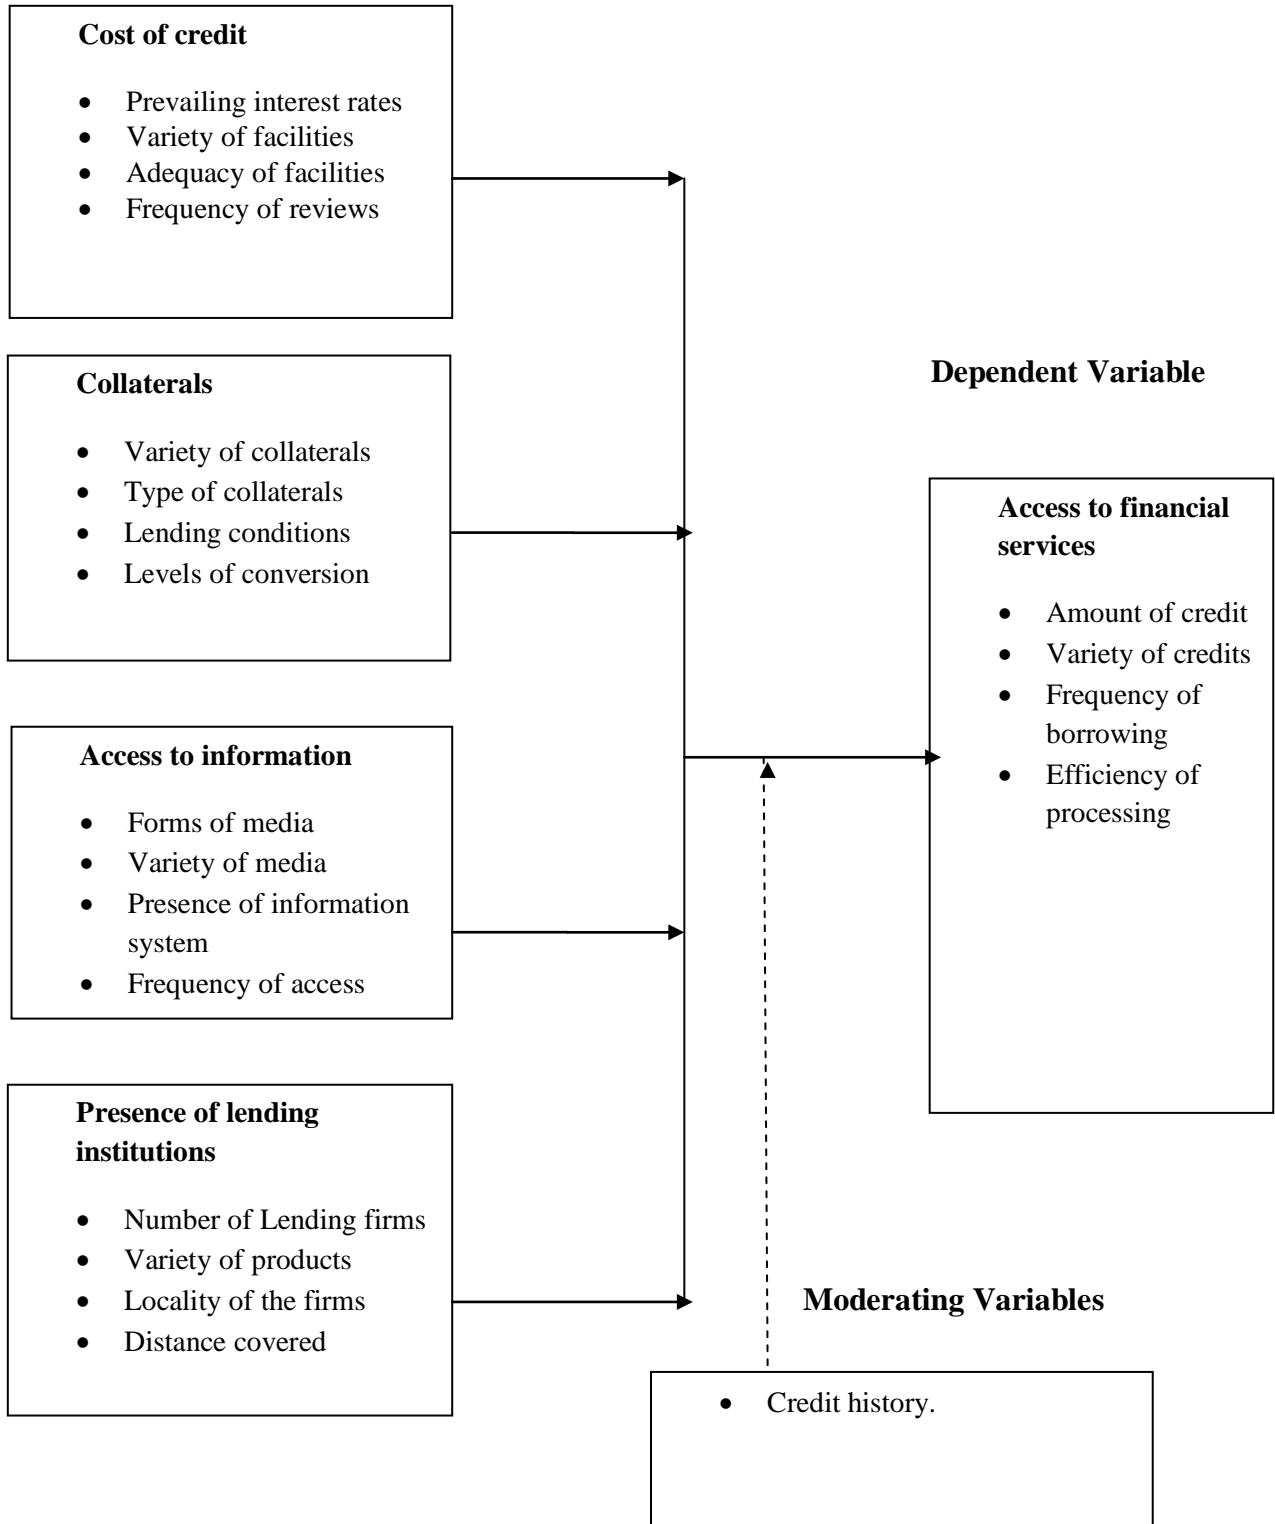 Cost of credit
• Prevailing interest rates
• Variety of facilities
• Adequacy of facilities
• Frequency of reviews
Collaterals
• Variety of collaterals
• Type of collaterals
• Lending conditions
• Levels of conversion
Access to information
• Forms of media
• Variety of media
• Presence of information
system
• Frequency of access
Presence of lending
institutions
• Number of Lending firms
• Variety of products
• Locality of the firms
• Distance covered
Dependent Variable
Access to financial
services
• Amount of credit
• Variety of credits
• Frequency of
borrowing
• Efficiency of
processing
Moderating Variables
• Credit history.